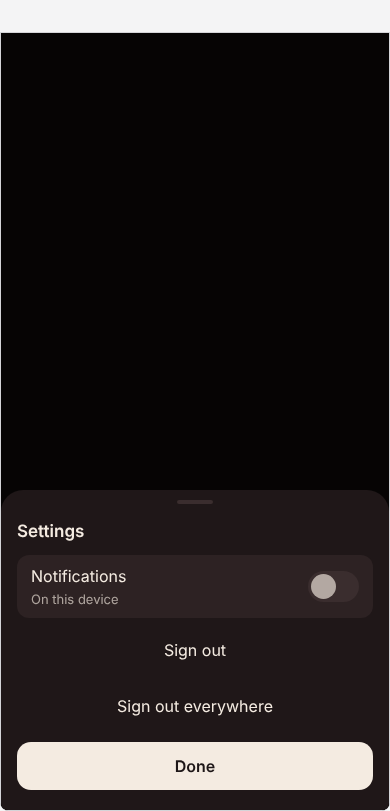 Settings
Notifications
On this device
Sign out
Sign out everywhere
Done